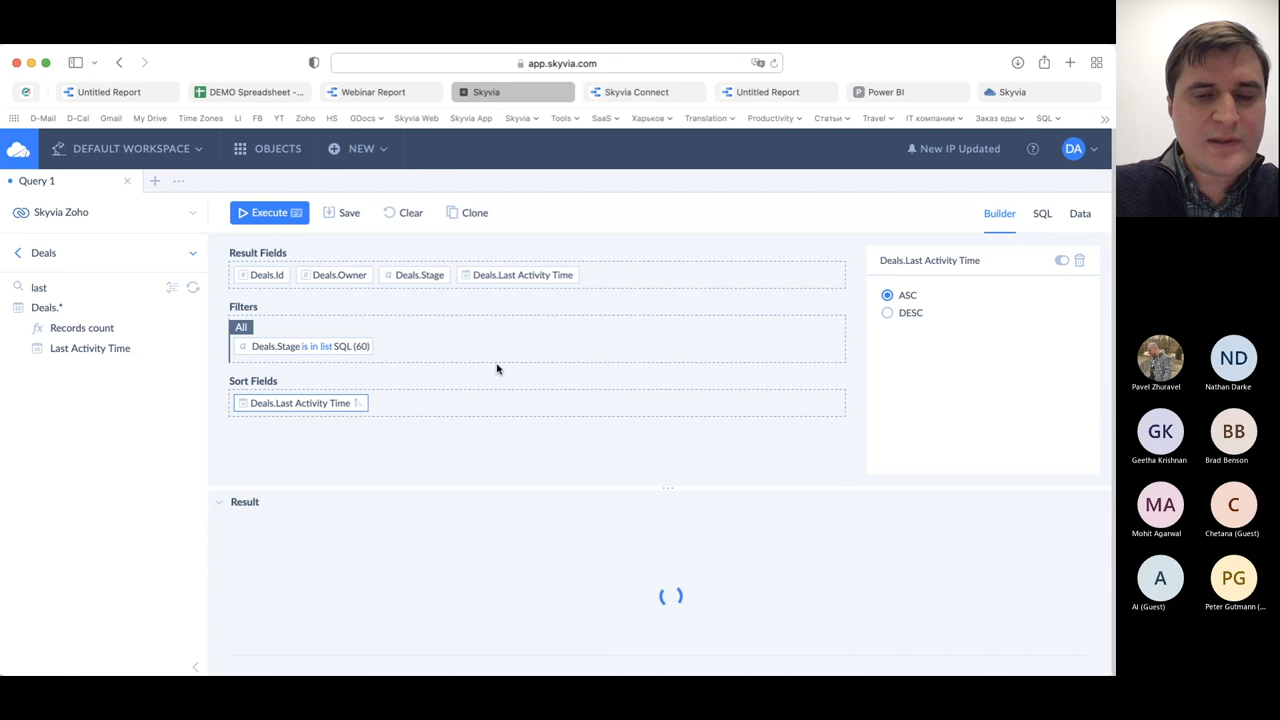 app.skyvia.com
Untitled Report
DEMO Spreadsheet -...
Webinar Report
Skyvia
Skyvia Connect
Untitled Report
Power BI
Skyvia
D-Mail
D-Cal
Gmail
My Drive
Time Zones
LI
FB
YT
Zoho
HS
GDocs
Skyvia Web
Skyvia App
Skyvia
Tools
SaaS
Харьков
Translation
Productivity
Статьи
Travel
IT компании
Заказ еды
SQL
DEFAULT WORKSPACE
OBJECTS
NEW
New IP Updated
DA
Query 1
Skyvia Zoho
Execute
Save
Clear
Clone
Builder
SQL
Data
Deals
last
Deals.*
Records count
Last Activity Time
Result Fields
Deals.Id
Deals.Owner
Deals.Stage
Deals.Last Activity Time
Filters
All
Deals.Stage is in list SQL (60)
Sort Fields
Deals.Last Activity Time
Deals.Last Activity Time
ASC
DESC
Result
Pavel Zhuravel
ND
Nathan Darke
GK
Geetha Krishnan
BB
Brad Benson
MA
Mohit Agarwal
C
Chetana (Guest)
A
Al (Guest)
PG
Peter Gutmann (...